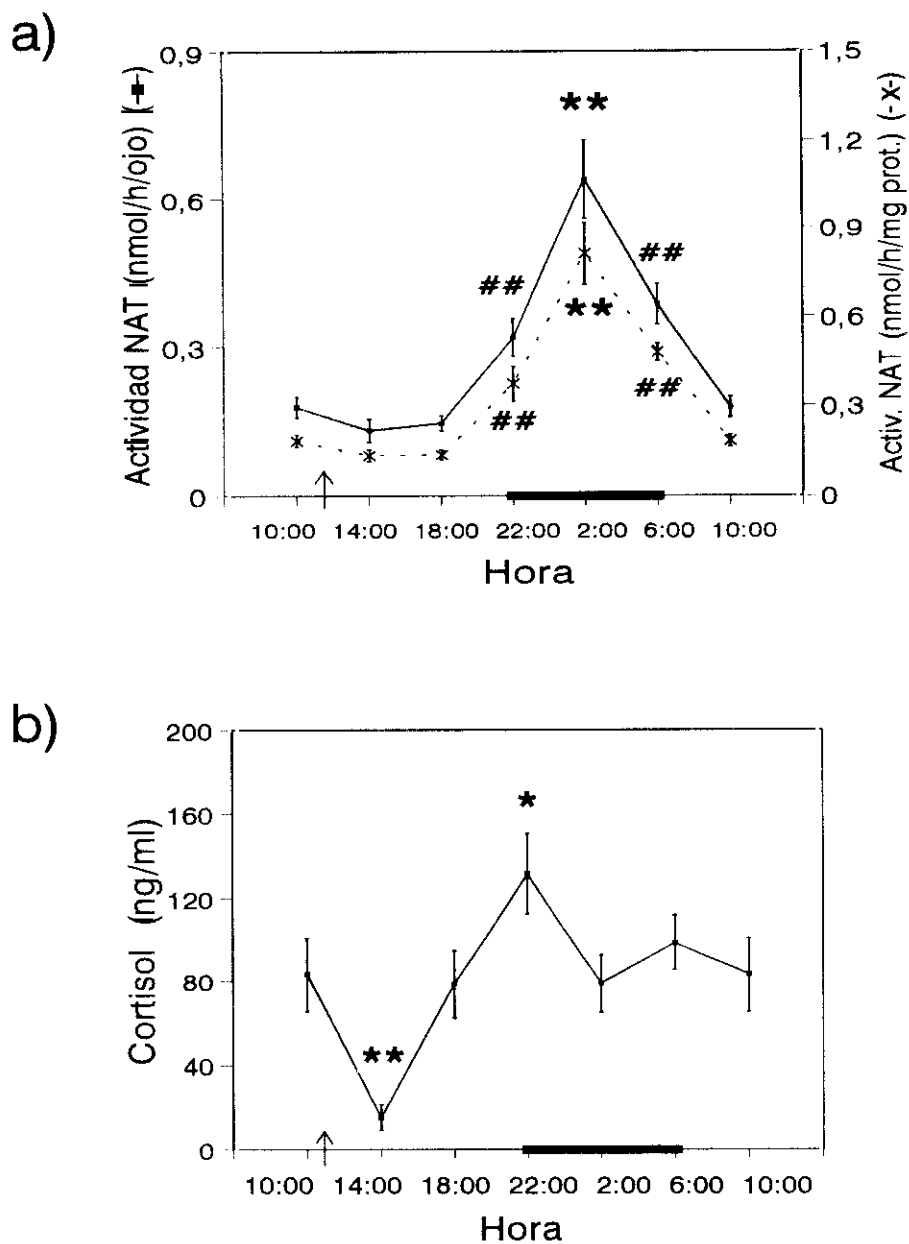 a)
Actividad NAT (nmol/h/ojo) (-■-)
Activ. NAT (nmol/h/mg prot.) (-x-)
0,9
0,6
0,3
0
1,5
1,2
0,9
0,6
0,3
0
★★
##
##
★★
##
##
10:00 14:00 18:00 22:00 2:00 6:00 10:00
Hora
b)
Cortisol (ng/ml)
200
160
120
80
40
0
★
★★
10:00 14:00 18:00 22:00 2:00 6:00 10:00
Hora